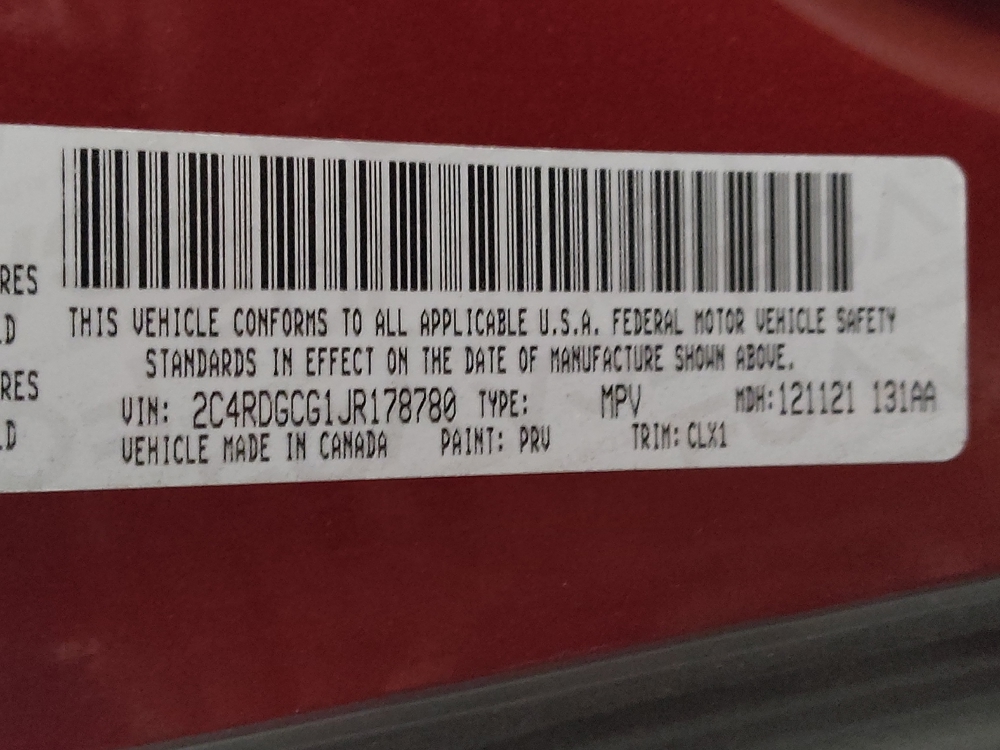 THIS VEHICLE CONFORMS TO ALL APPLICABLE U.S.A. FEDERAL MOTOR VEHICLE SAFETY
STANDARDS IN EFFECT ON THE DATE OF MANUFACTURE SHOWN ABOVE.
VIN: 2C4RDGCG1JR178780 TYPE: MPV MDH:121121 131AA
VEHICLE MADE IN CANADA PAINT: PRV TRIM: CLX1
RES
LD
RES
LD